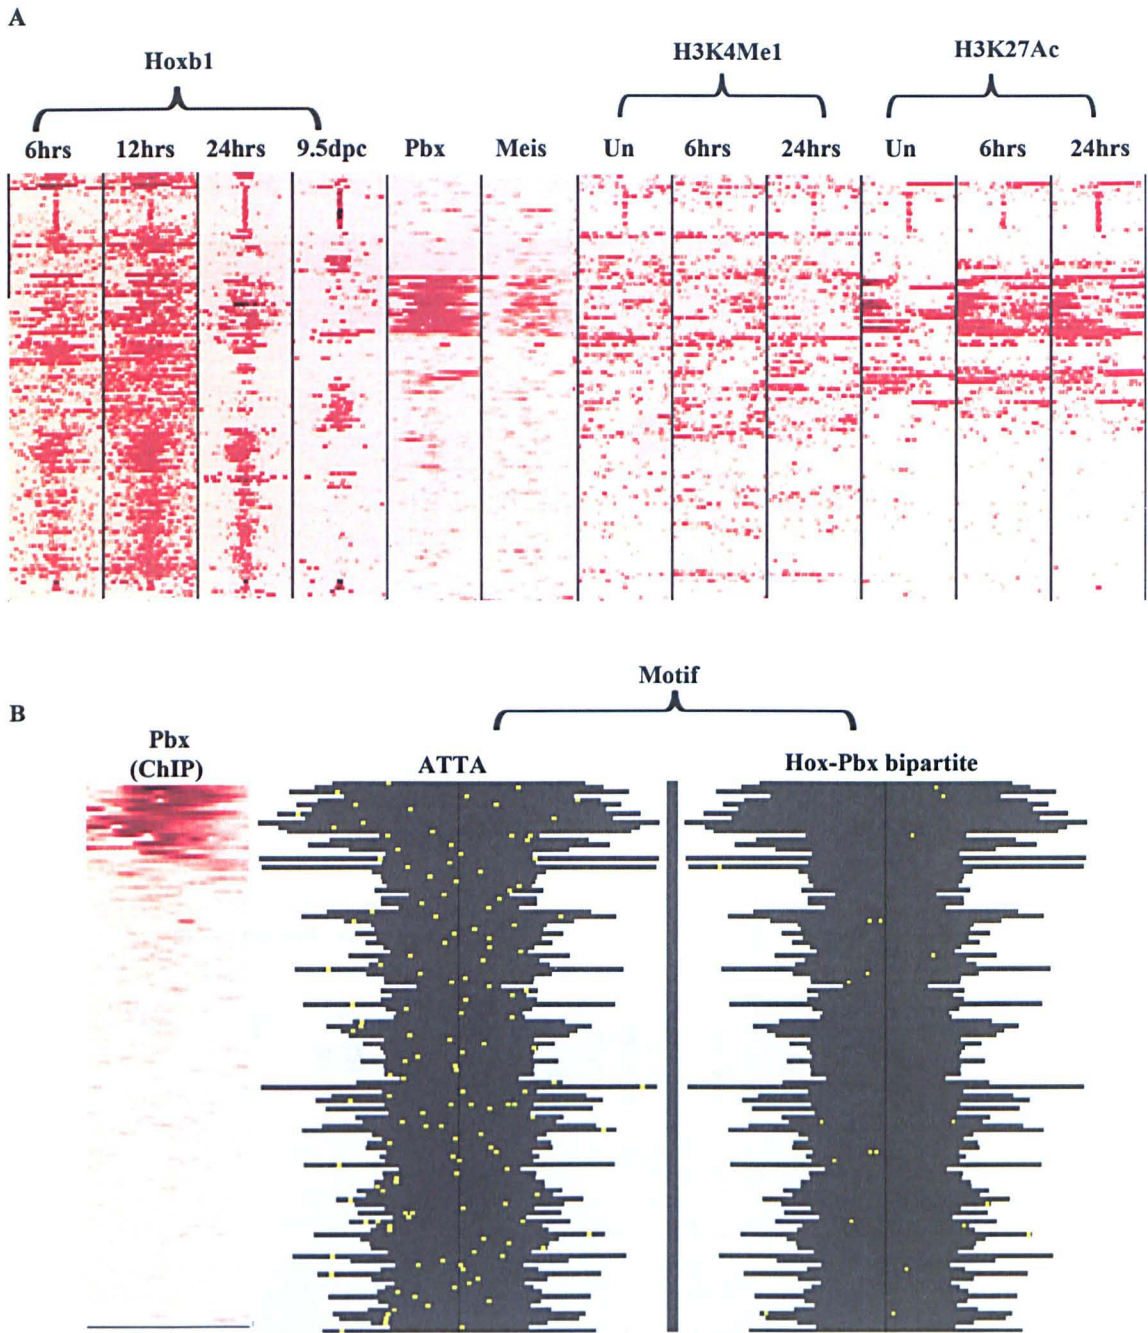 A
Hoxb1
H3K4Me1
H3K27Ac
6hrs 12hrs 24hrs 9.5dpc Pbx Meis Un 6hrs 24hrs Un 6hrs 24hrs
Motif
B
Pbx
(ChIP)
ATTA
Hox-Pbx bipartite